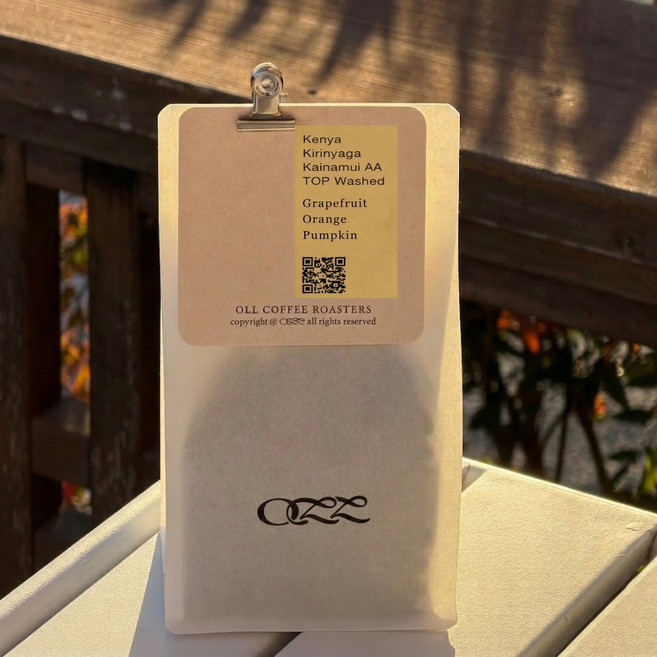 Kenya
Kirinyaga
Kainamui AA
TOP Washed
Grapefruit
Orange
Pumpkin
OLL COFFEE ROASTERS
copyright @ OLL all rights reserved
OLL